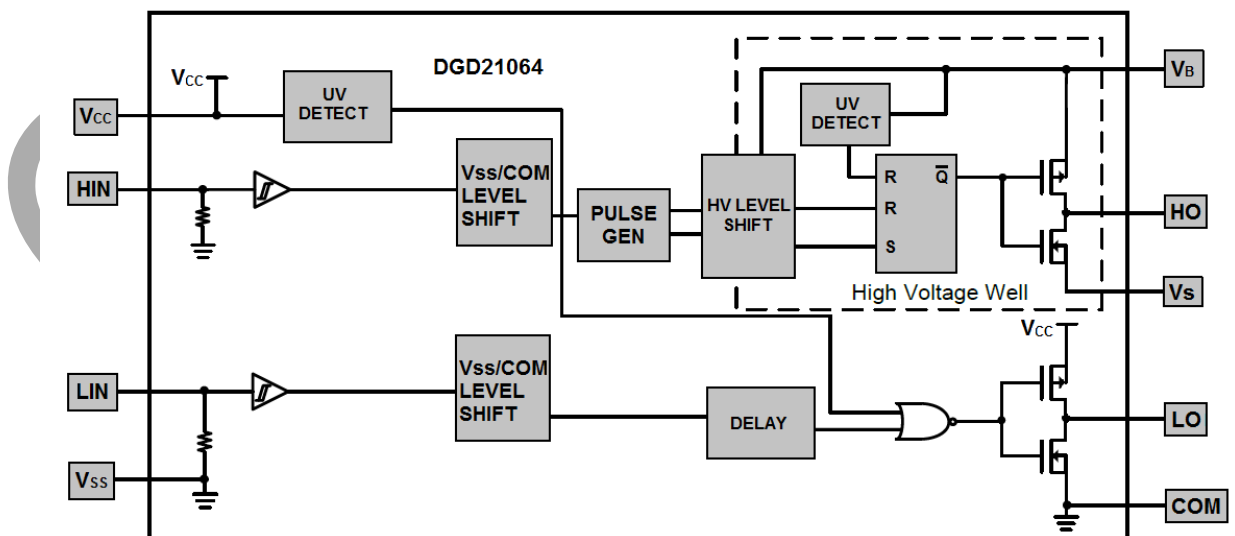 DGD21064
VCC
VCC
UV
DETECT
VB
UV
DETECT
HIN
Vss/COM
LEVEL
SHIFT
PULSE
GEN
HV LEVEL
SHIFT
R
Q̅
R
S
HO
High Voltage Well
Vs
VCC
LIN
Vss/COM
LEVEL
SHIFT
DELAY
LO
VSS
COM